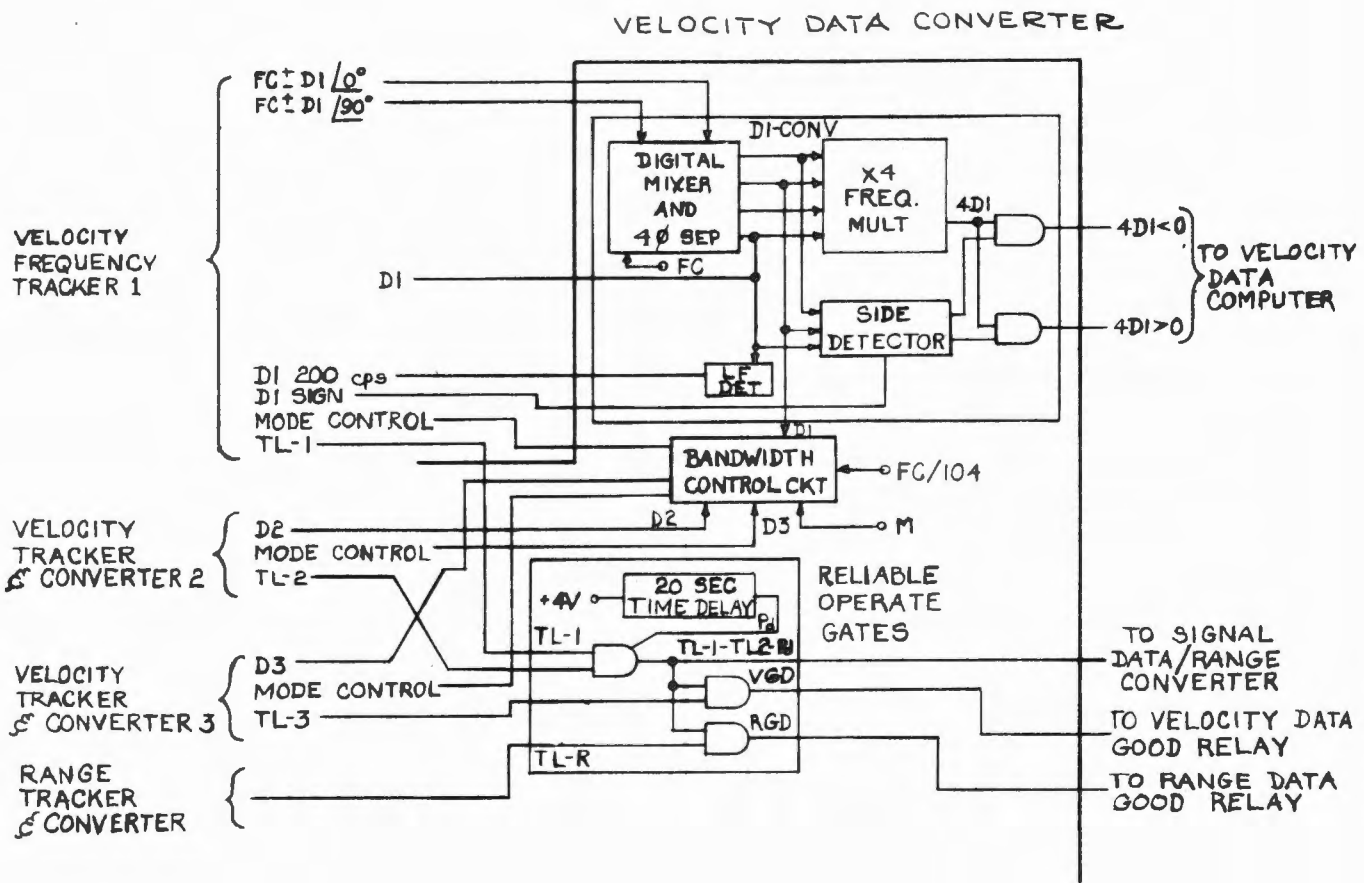 VELOCITY DATA CONVERTER
FC ± D1 /0°
FC ± D1 /90°
VELOCITY
FREQUENCY
TRACKER 1
D1
D1 200 cps
D1 SIGN
MODE CONTROL
TL-1
D1-CONV
DIGITAL
MIXER
AND
4Ø SEP
FC
X4
FREQ.
MULT
4D1
SIDE
DETECTOR
LF
DET
4D1<0
4D1>0
TO VELOCITY
DATA
COMPUTER
D1
BANDWIDTH
CONTROL CKT
FC/104
D2
D3
M
VELOCITY
TRACKER
& CONVERTER 2
D2
MODE CONTROL
TL-2
VELOCITY
TRACKER
& CONVERTER 3
D3
MODE CONTROL
TL-3
RANGE
TRACKER
& CONVERTER
+4V
20 SEC
TIME DELAY
Pd
RELIABLE
OPERATE
GATES
TL-1
TL-1-TL2-
VGD
RGD
TL-R
TO SIGNAL
DATA/RANGE
CONVERTER
TO VELOCITY DATA
GOOD RELAY
TO RANGE DATA
GOOD RELAY